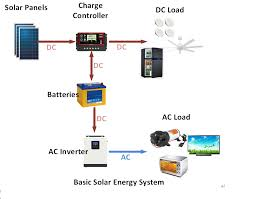 Solar Panels
Charge
Controller
DC Load
DC
DC
DC
Batteries
DC
AC Load
AC Inverter
AC
Basic Solar Energy System